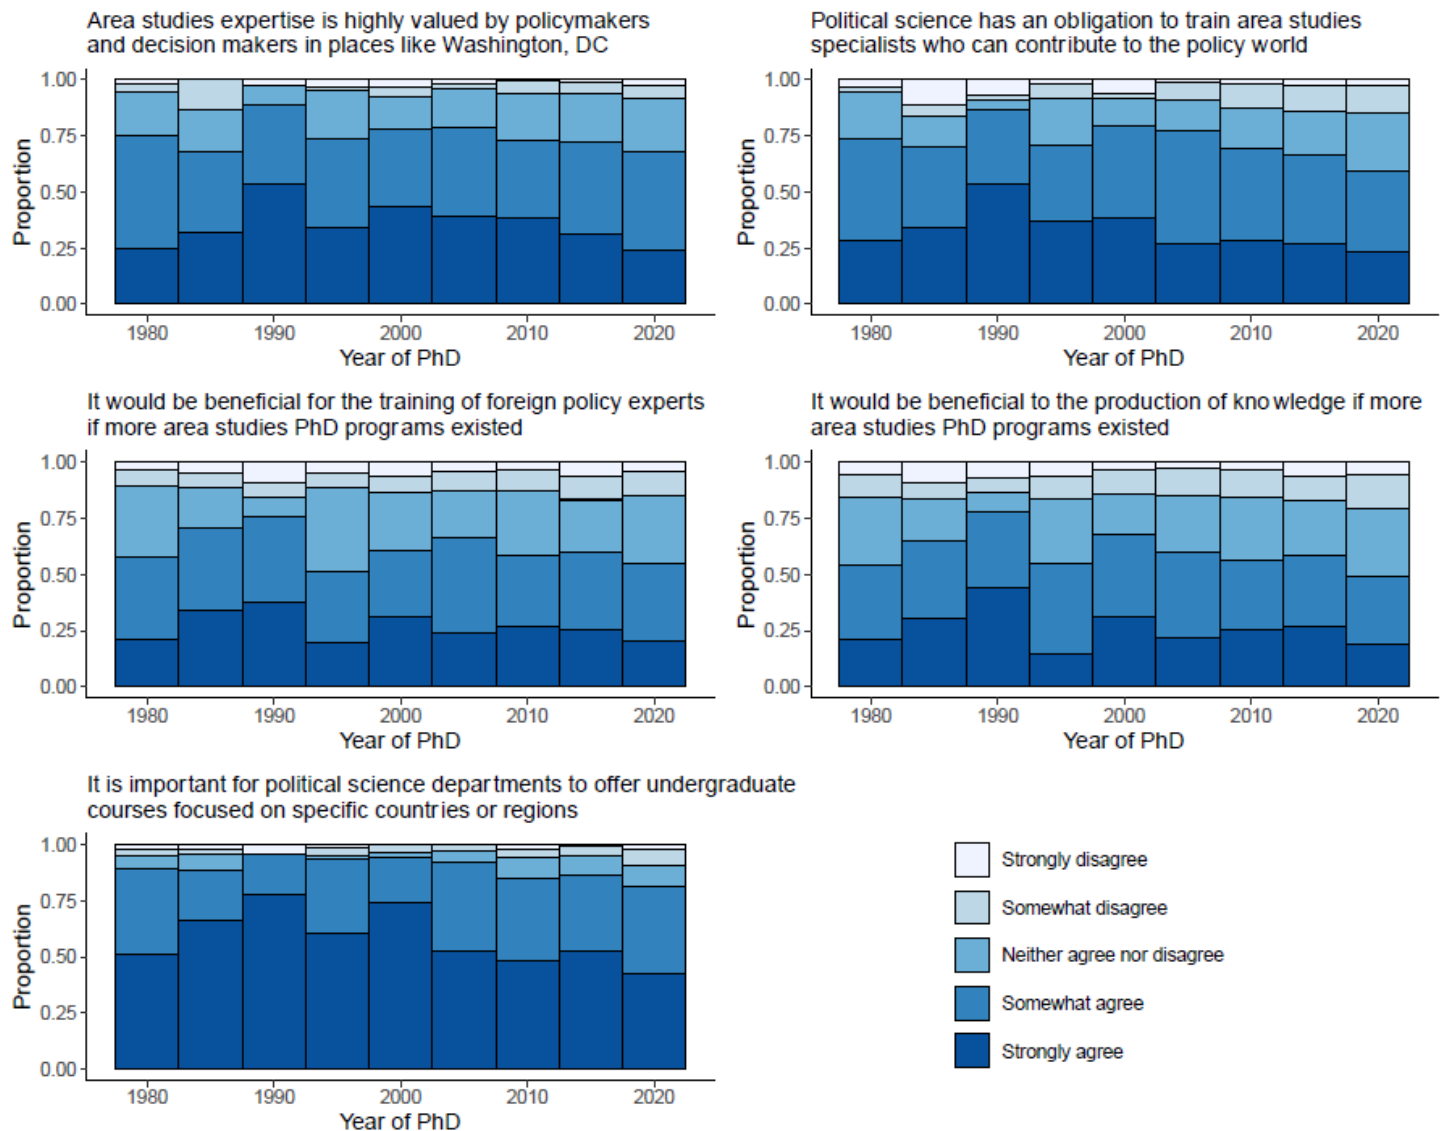 Area studies expertise is highly valued by policymakers
and decision makers in places like Washington, DC
1.00
0.75
0.50
0.25
0.00
Proportion
1980
1990
2000
2010
2020
Year of PhD
Political science has an obligation to train area studies
specialists who can contribute to the policy world
1.00
0.75
0.50
0.25
0.00
Proportion
1980
1990
2000
2010
2020
Year of PhD
It would be beneficial for the training of foreign policy experts
if more area studies PhD programs existed
1.00
0.75
0.50
0.25
0.00
Proportion
1980
1990
2000
2010
2020
Year of PhD
It would be beneficial to the production of knowledge if more
area studies PhD programs existed
1.00
0.75
0.50
0.25
0.00
Proportion
1980
1990
2000
2010
2020
Year of PhD
It is important for political science departments to offer undergraduate
courses focused on specific countries or regions
1.00
0.75
0.50
0.25
0.00
Proportion
1980
1990
2000
2010
2020
Year of PhD
Strongly disagree
Somewhat disagree
Neither agree nor disagree
Somewhat agree
Strongly agree